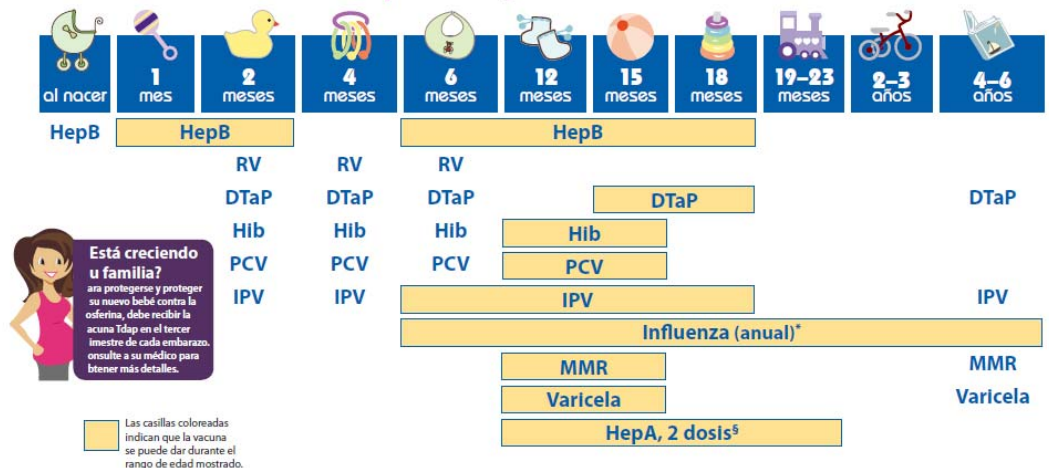 al nacer
1 mes
2 meses
4 meses
6 meses
12 meses
15 meses
18 meses
19–23 meses
2–3 años
4–6 años
HepB HepB HepB
RV RV RV
DTaP DTaP DTaP DTaP DTaP
Hib Hib Hib Hib
PCV PCV PCV PCV
IPV IPV IPV IPV
Influenza (anual)*
MMR MMR
Varicela Varicela
HepA, 2 dosis§
Está creciendo
u familia?
ara protegerse y proteger
su nuevo bebé contra la
osferina, debe recibir la
acuna Tdap en el tercer
imestre de cada embarazo.
onsulte a su médico para
btener más detalles.
Las casillas coloreadas
indican que la vacuna
se puede dar durante el
rango de edad mostrado.